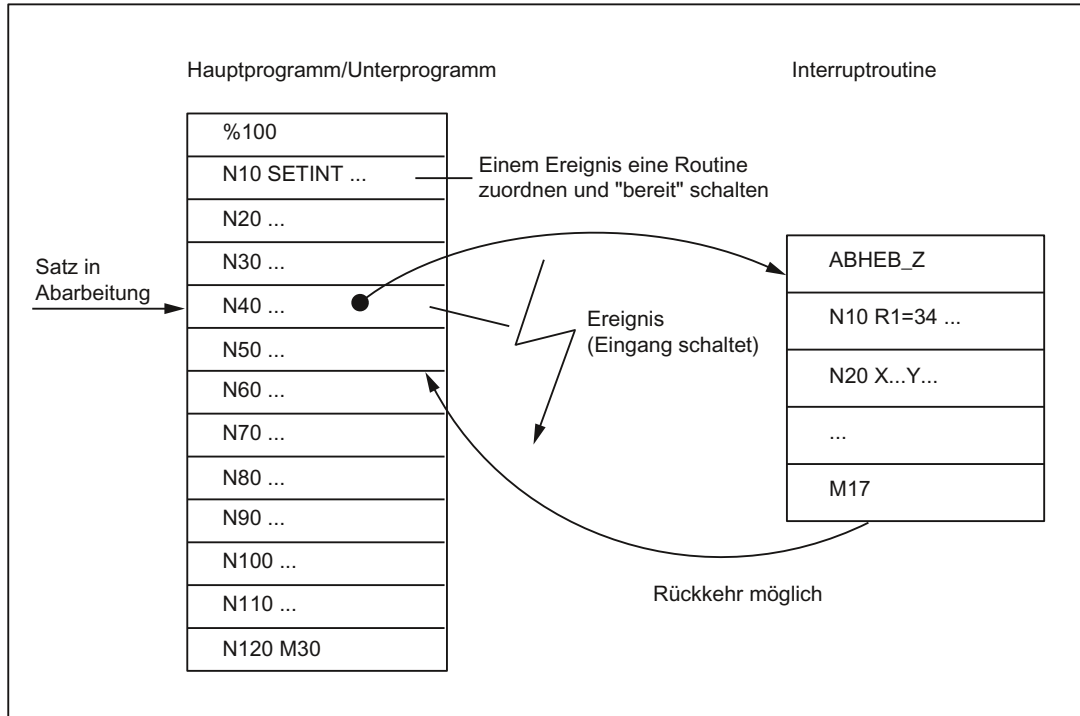 Hauptprogramm/Unterprogramm
Interruptroutine
%100
N10 SETINT ...
Einem Ereignis eine Routine
zuordnen und "bereit" schalten
N20 ...
N30 ...
Satz in
Abarbeitung
N40 ...
N50 ...
N60 ...
N70 ...
N80 ...
N90 ...
N100 ...
N110 ...
N120 M30
Ereignis
(Eingang schaltet)
ABHEB_Z
N10 R1=34 ...
N20 X...Y...
...
M17
Rückkehr möglich